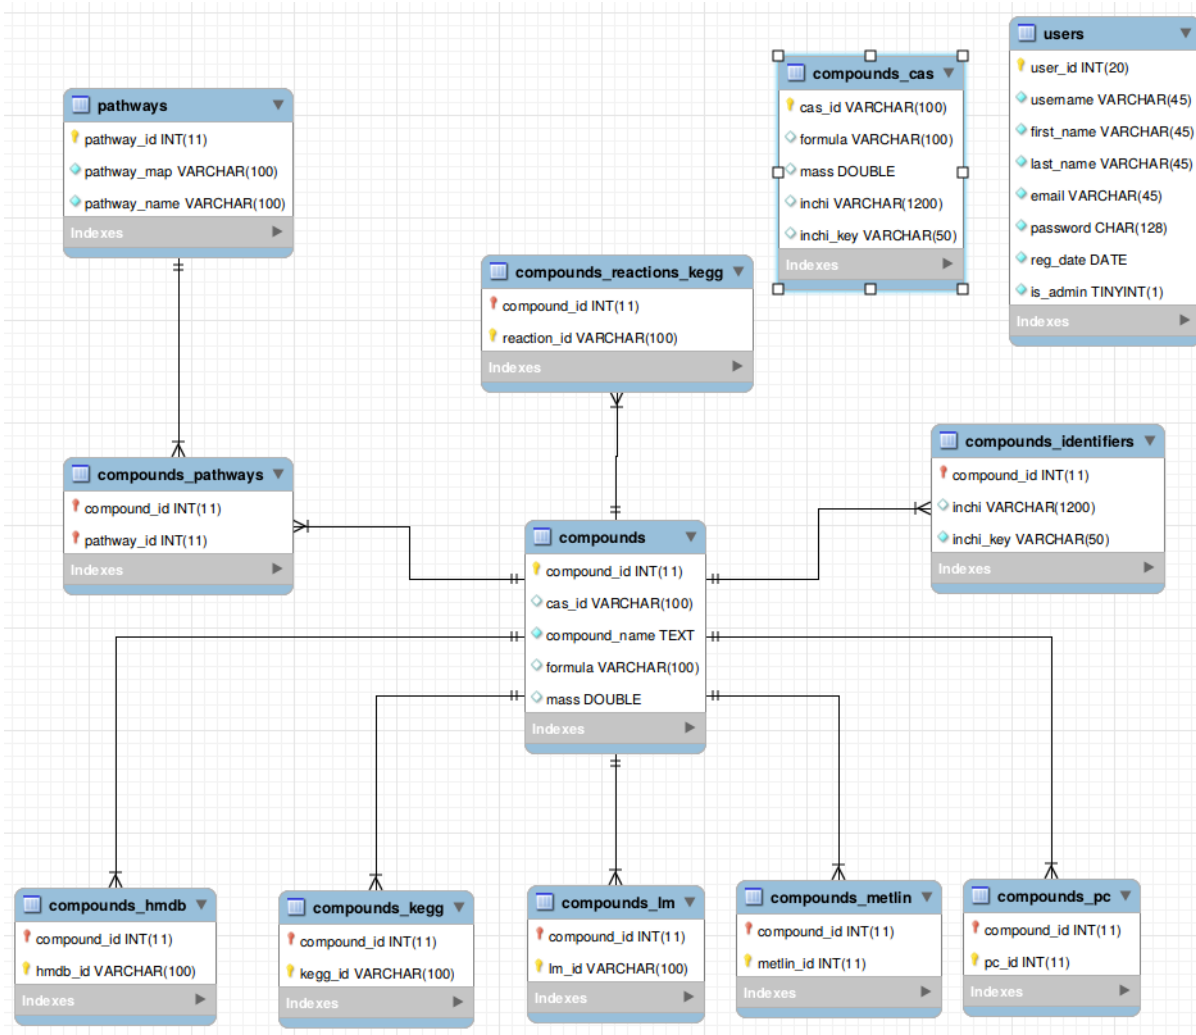 pathways
pathway_id INT(11)
pathway_map VARCHAR(100)
pathway_name VARCHAR(100)
Indexes
compounds_cas
cas_id VARCHAR(100)
formula VARCHAR(100)
mass DOUBLE
inchi VARCHAR(1200)
inchi_key VARCHAR(50)
Indexes
users
user_id INT(20)
username VARCHAR(45)
first_name VARCHAR(45)
last_name VARCHAR(45)
email VARCHAR(45)
password CHAR(128)
reg_date DATE
is_admin TINYINT(1)
Indexes
compounds_reactions_kegg
compound_id INT(11)
reaction_id VARCHAR(100)
Indexes
compounds_pathways
compound_id INT(11)
pathway_id INT(11)
Indexes
compounds
compound_id INT(11)
cas_id VARCHAR(100)
compound_name TEXT
formula VARCHAR(100)
mass DOUBLE
Indexes
compounds_identifiers
compound_id INT(11)
inchi VARCHAR(1200)
inchi_key VARCHAR(50)
Indexes
compounds_hmdb
compound_id INT(11)
hmdb_id VARCHAR(100)
Indexes
compounds_kegg
compound_id INT(11)
kegg_id VARCHAR(100)
Indexes
compounds_lm
compound_id INT(11)
lm_id VARCHAR(100)
Indexes
compounds_metlin
compound_id INT(11)
metlin_id INT(11)
Indexes
compounds_pc
compound_id INT(11)
pc_id INT(11)
Indexes